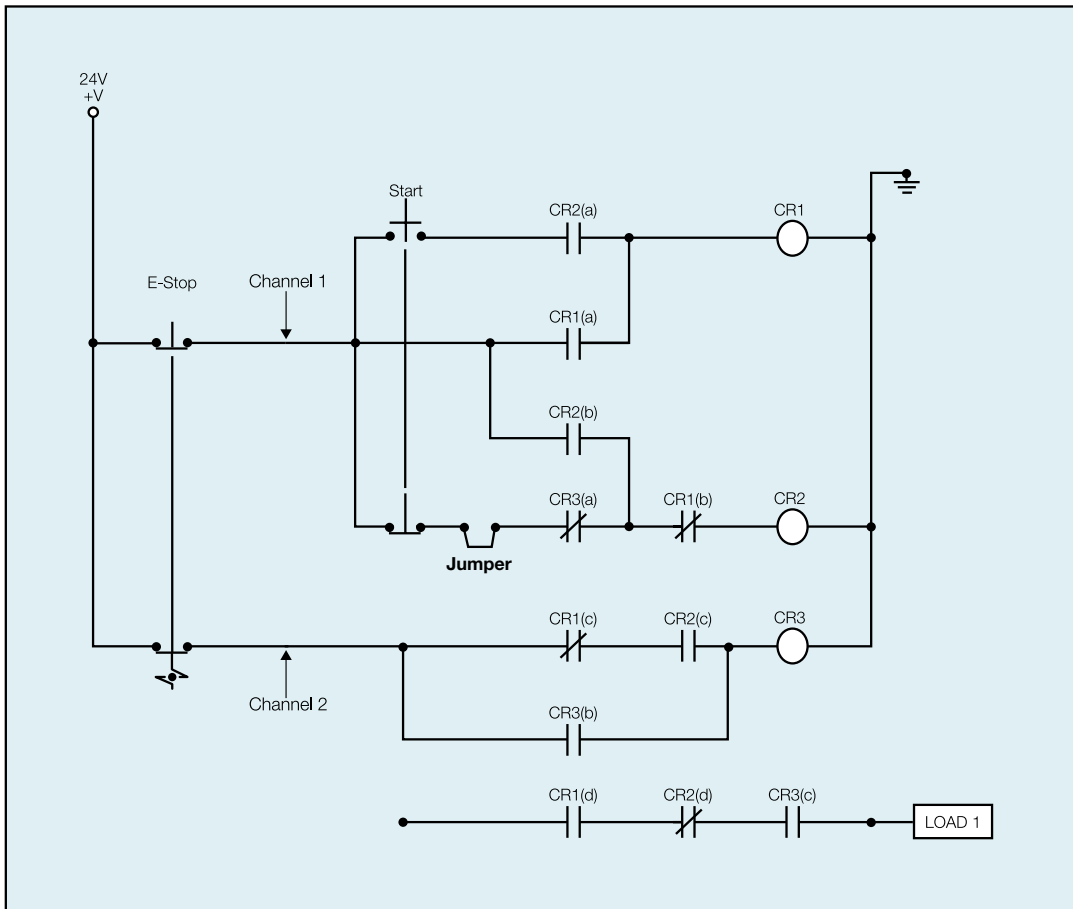 24V
+V
Start
CR2(a)
CR1
E-Stop
Channel 1
CR1(a)
CR2(b)
CR3(a)
CR1(b)
CR2
Jumper
CR1(c)
CR2(c)
CR3
Channel 2
CR3(b)
CR1(d)
CR2(d)
CR3(c)
LOAD 1